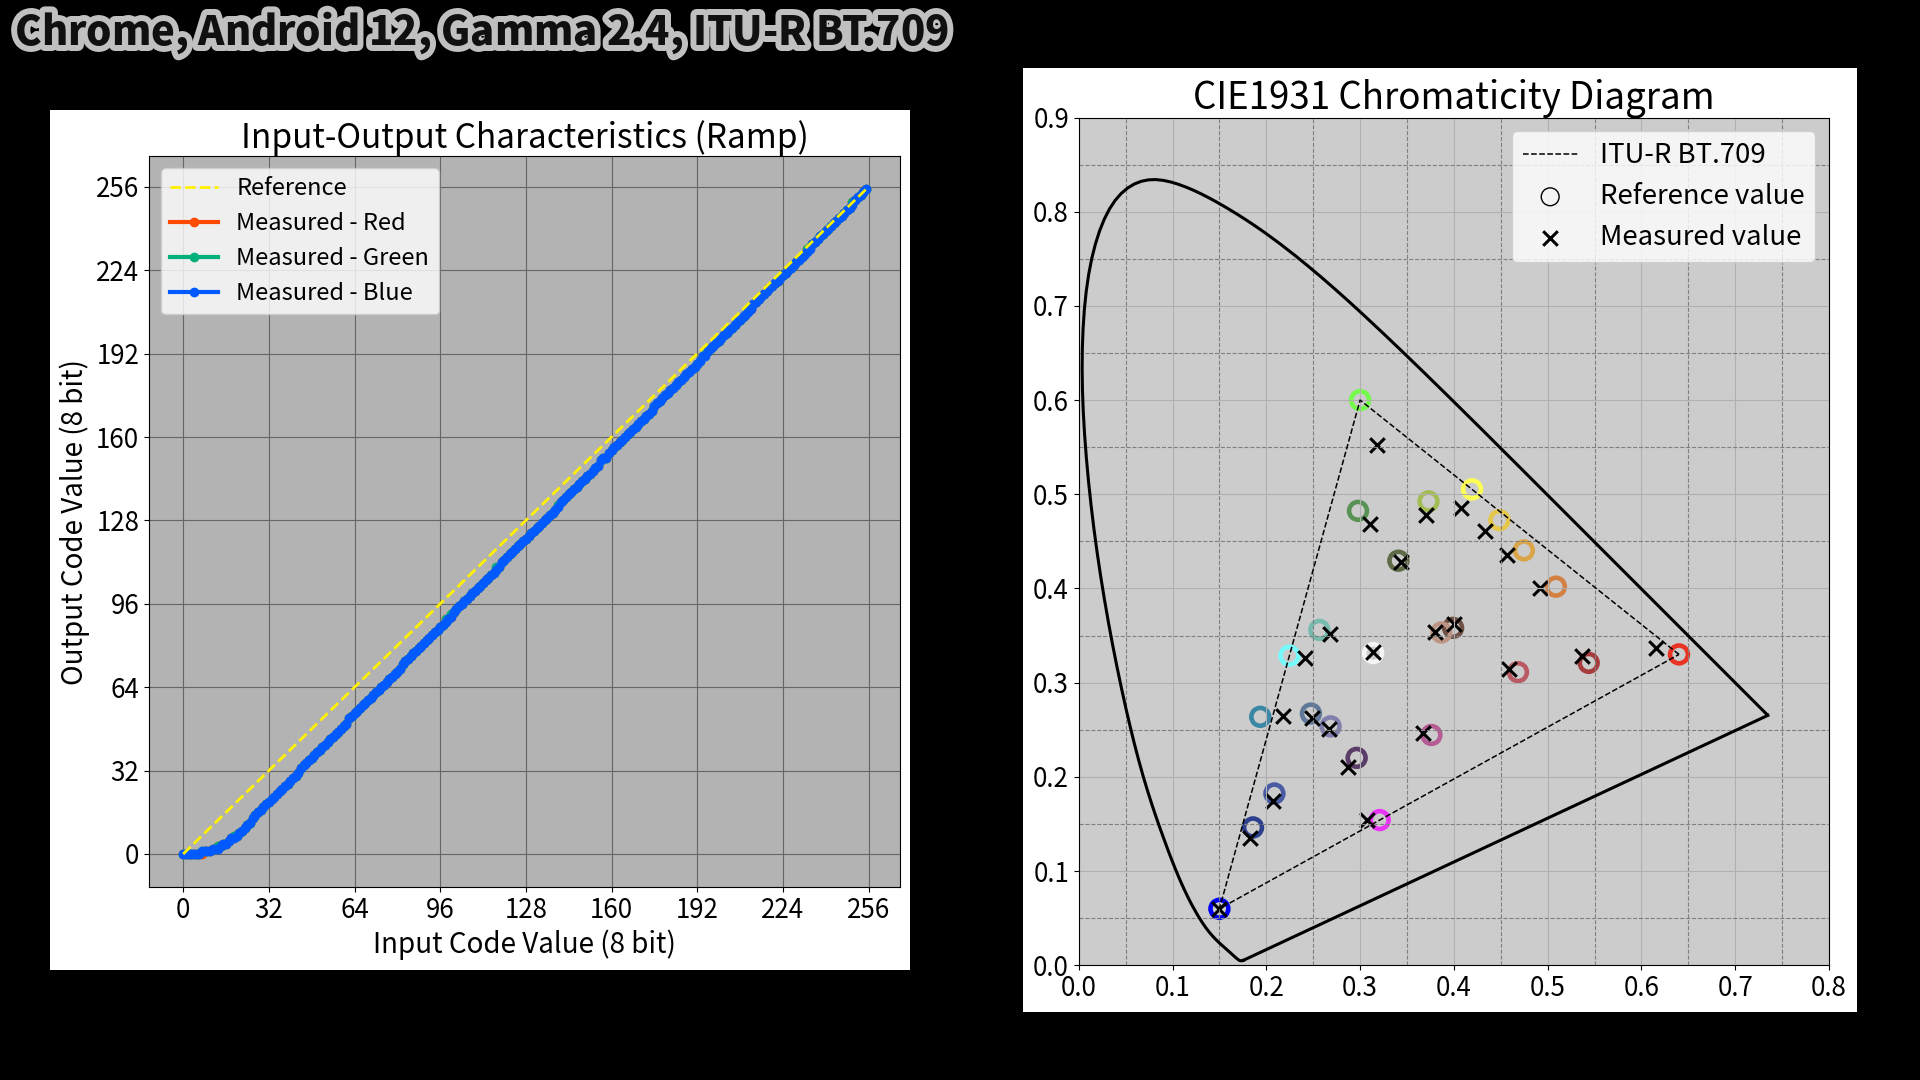 Chrome, Android 12, Gamma 2.4, ITU-R BT.709
Input-Output Characteristics (Ramp)
Reference
Measured - Red
Measured - Green
Measured - Blue
Output Code Value (8 bit)
256
224
192
160
128
96
64
32
0
0 32 64 96 128 160 192 224 256
Input Code Value (8 bit)
CIE1931 Chromaticity Diagram
ITU-R BT.709
Reference value
Measured value
0.9
0.8
0.7
0.6
0.5
0.4
0.3
0.2
0.1
0.0
0.0 0.1 0.2 0.3 0.4 0.5 0.6 0.7 0.8